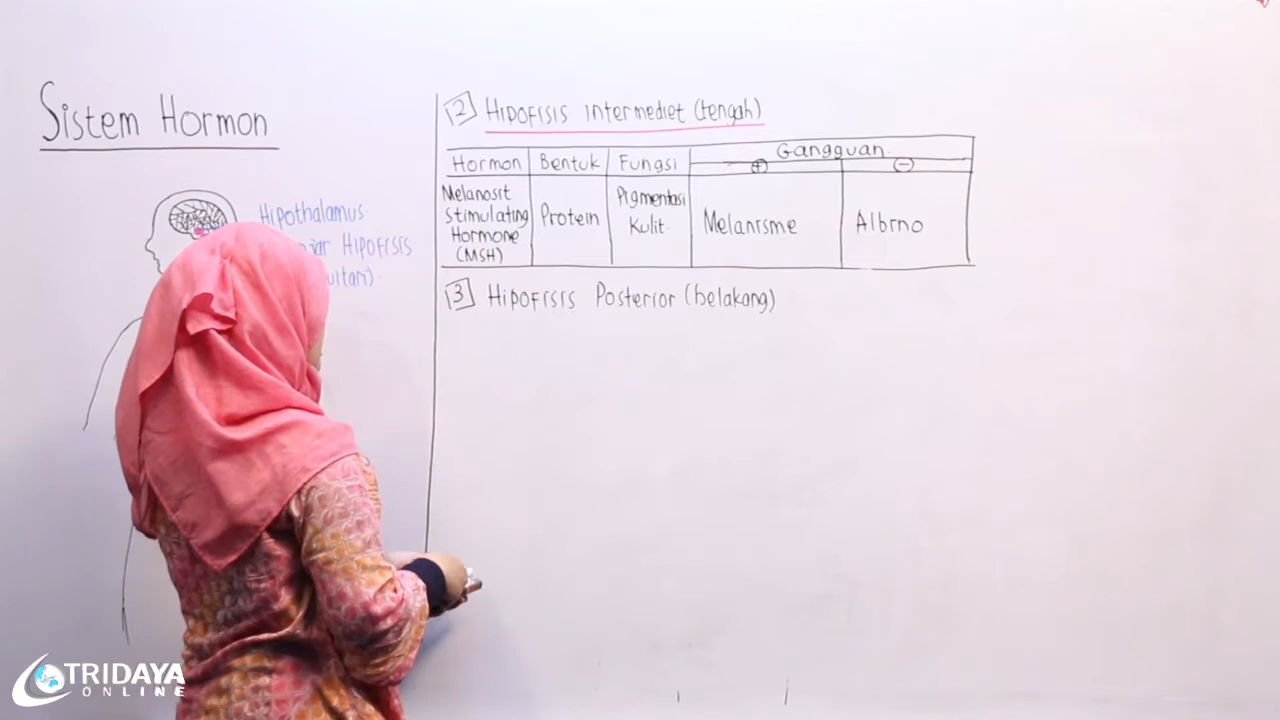 Sistem Hormon
Hipothalamus
Hipofisis
2 Hipofisis Intermediet (tengah)
Hormon Bentuk Fungsi Gangguan
+ −
Melanosit Stimulating Hormone (MSH) Protein Pigmentasi Kulit Melanisme Albino
3 Hipofisis Posterior (belakang)
TRIDAYA
ONLINE